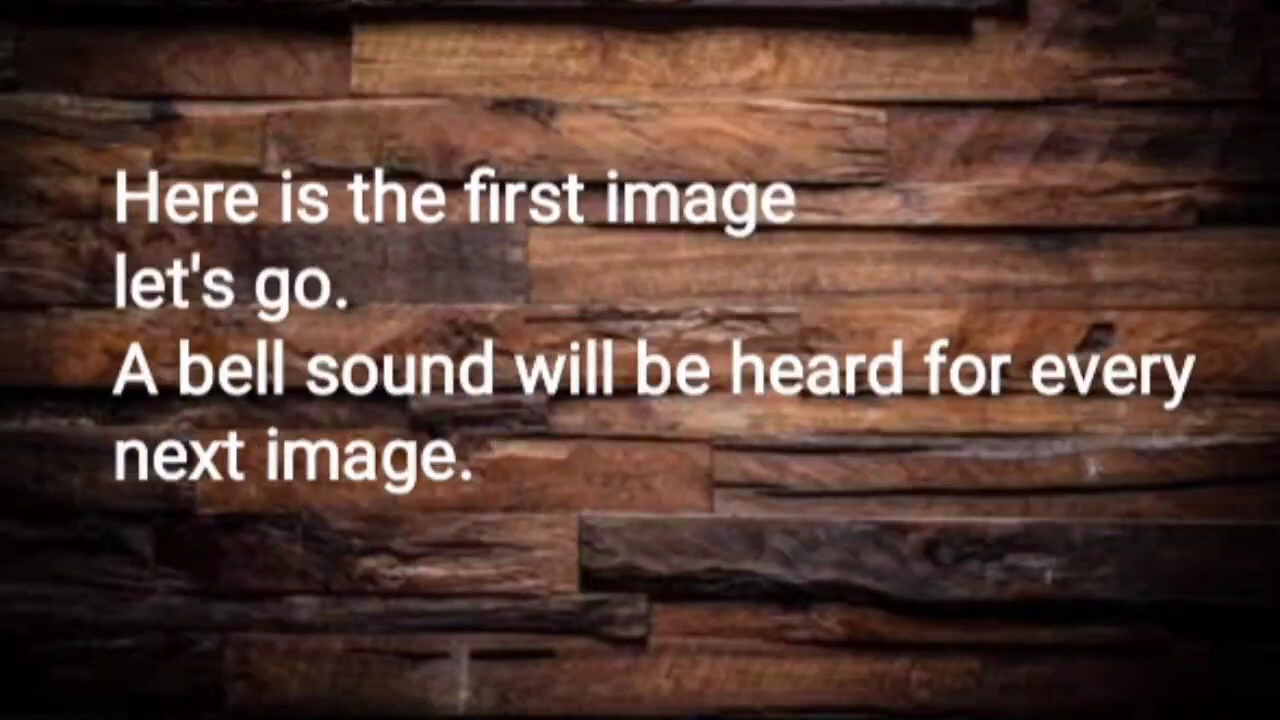 Here is the first image
let's go.
A bell sound will be heard for every
next image.